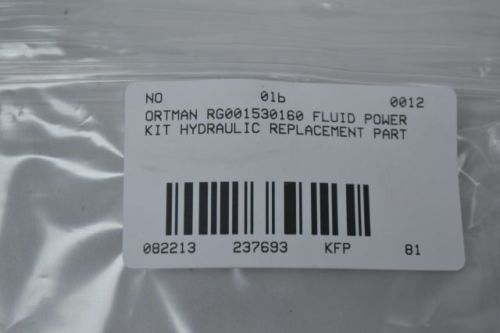 NO 01b 0012
ORTMAN RG001530160 FLUID POWER
KIT HYDRAULIC REPLACEMENT PART
082213 237693 KFP 81